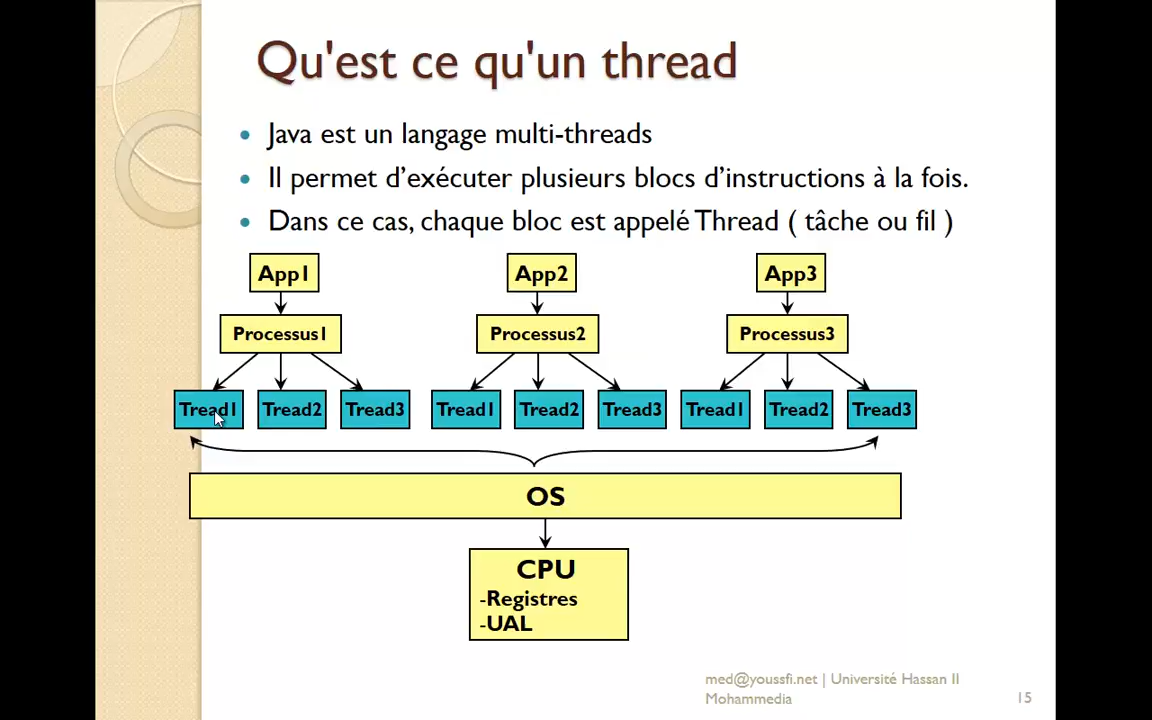 Qu'est ce qu'un thread
Java est un langage multi-threads
Il permet d'exécuter plusieurs blocs d'instructions à la fois.
Dans ce cas, chaque bloc est appelé Thread ( tâche ou fil )
App1 App2 App3
Processus1 Processus2 Processus3
Tread1 Tread2 Tread3 Tread1 Tread2 Tread3 Tread1 Tread2 Tread3
OS
CPU
-Registres
-UAL
med@youssfi.net | Université Hassan II
Mohammedia 15